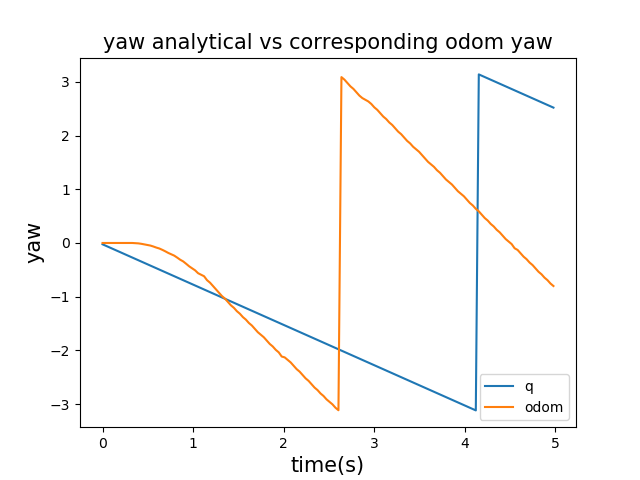 yaw analytical vs corresponding odom yaw
yaw
3
2
1
0
−1
−2
−3
0 1 2 3 4 5
time(s)
q
odom